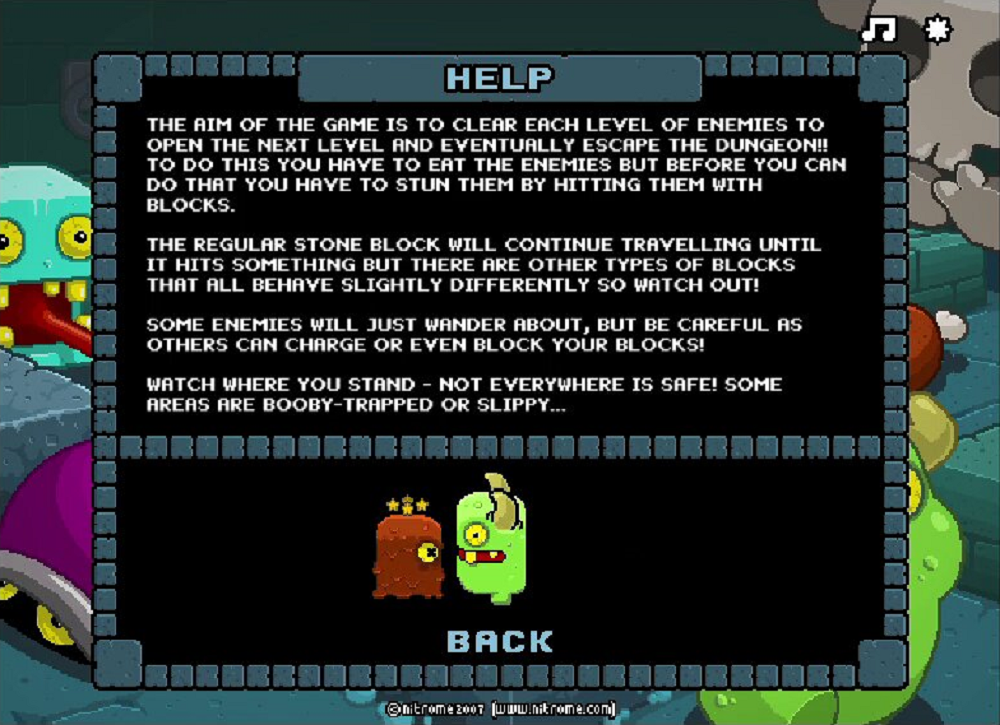 HELP
THE AIM OF THE GAME IS TO CLEAR EACH LEVEL OF ENEMIES TO
OPEN THE NEXT LEVEL AND EVENTUALLY ESCAPE THE DUNGEON!!
TO DO THIS YOU HAVE TO EAT THE ENEMIES BUT BEFORE YOU CAN
DO THAT YOU HAVE TO STUN THEM BY HITTING THEM WITH
BLOCKS.
THE REGULAR STONE BLOCK WILL CONTINUE TRAVELLING UNTIL
IT HITS SOMETHING BUT THERE ARE OTHER TYPES OF BLOCKS
THAT ALL BEHAVE SLIGHTLY DIFFERENTLY SO WATCH OUT!
SOME ENEMIES WILL JUST WANDER ABOUT, BUT BE CAREFUL AS
OTHERS CAN CHARGE OR EVEN BLOCK YOUR BLOCKS!
WATCH WHERE YOU STAND - NOT EVERYWHERE IS SAFE! SOME
AREAS ARE BOOBY-TRAPPED OR SLIPPY...
BACK
©nitrome2007 [www.nitrome.com]